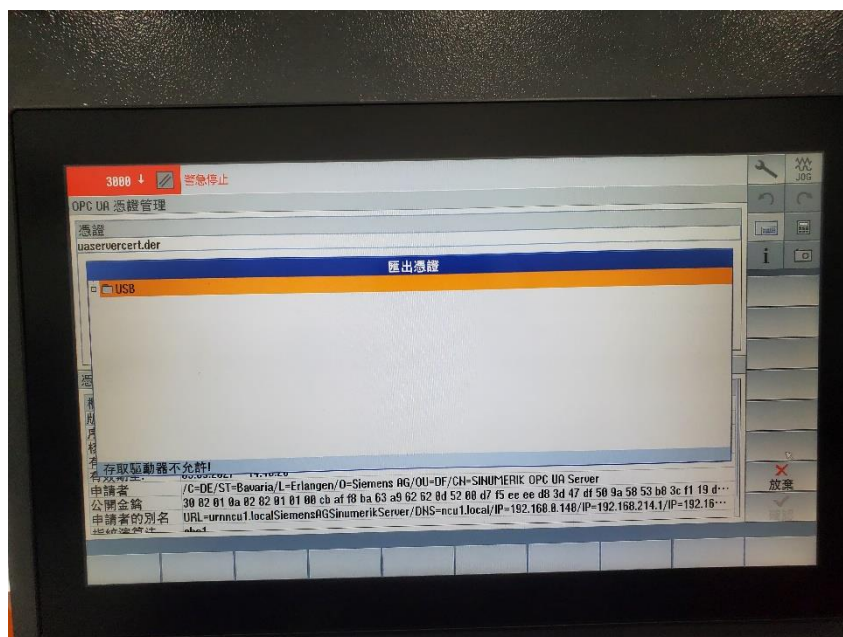 3000 ↓ 警急停止
JOG
OPC UA 憑證管理
憑證
uaservercert.der
匯出憑證
USB
存取驅動器不允許!
申請者 /C=DE/ST=Bavaria/L=Erlangen/O=Siemens AG/OU=DF/CN=SINUMERIK OPC UA Server
公開金鑰 30 82 01 0a 02 82 01 01 00 cb af f8 ba 63 a9 62 62 0d 52 80 d7 f5 ee ee d8 3d 47 df 50 9a 58 53 b0 3c f1 19 d···
申請者的別名 URL=urnncu1.localSiemensAGSinumerikServer/DNS=ncu1.local/IP=192.168.0.148/IP=192.168.214.1/IP=192.16···
放棄